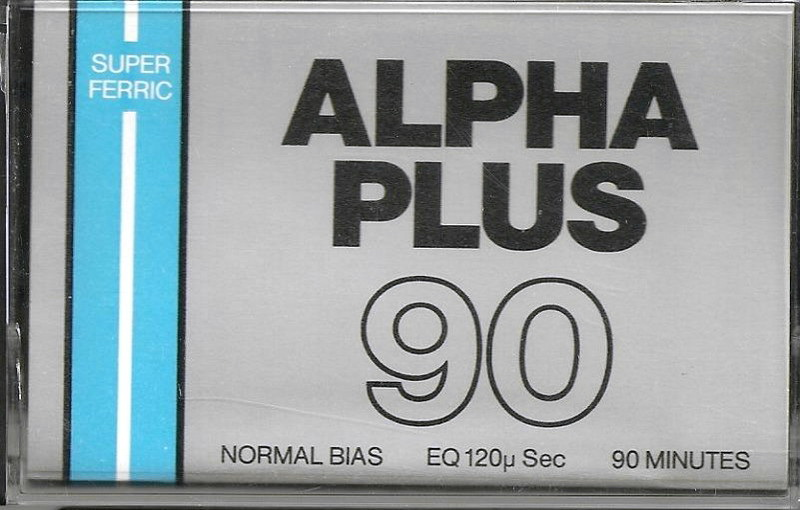 SUPER
FERRIC
ALPHA
PLUS
90
NORMAL BIAS EQ 120µ Sec 90 MINUTES